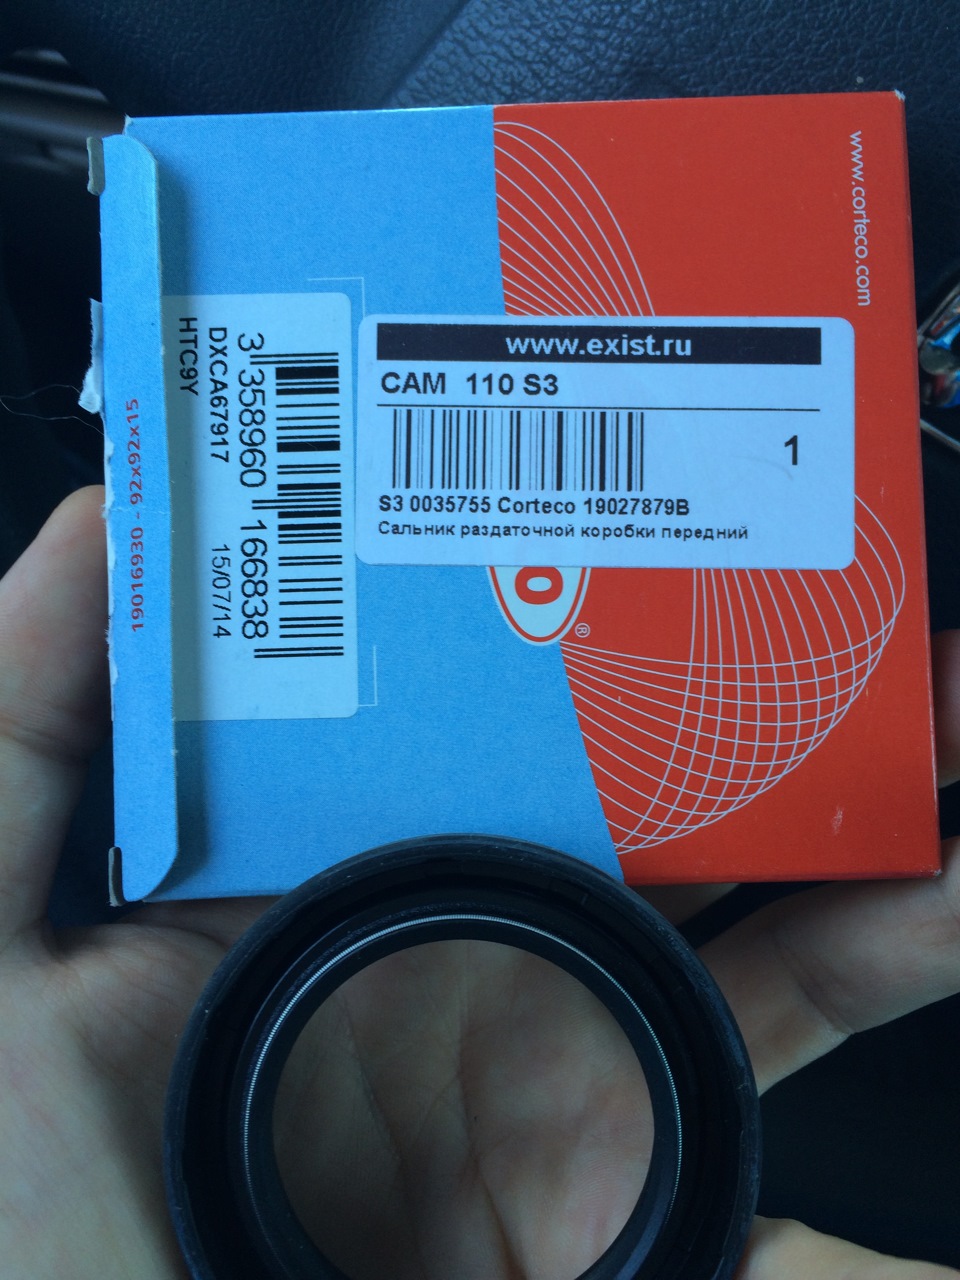 www.corteco.com
www.exist.ru
САМ 110 S3
1
S3 0035755 Corteco 19027879B
Сальник раздаточной коробки передний
O
®
3 358960 166838
DXCA67917 15/07/14
HTC9Y
19016930 - 92x92x15